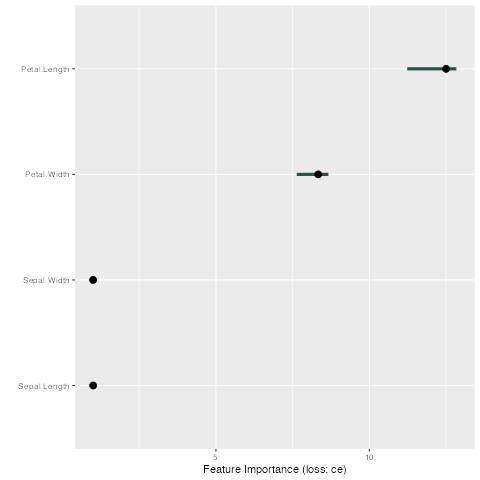 Petal.Length
Petal.Width
Sepal.Width
Sepal.Length
5 10
Feature Importance (loss: ce)